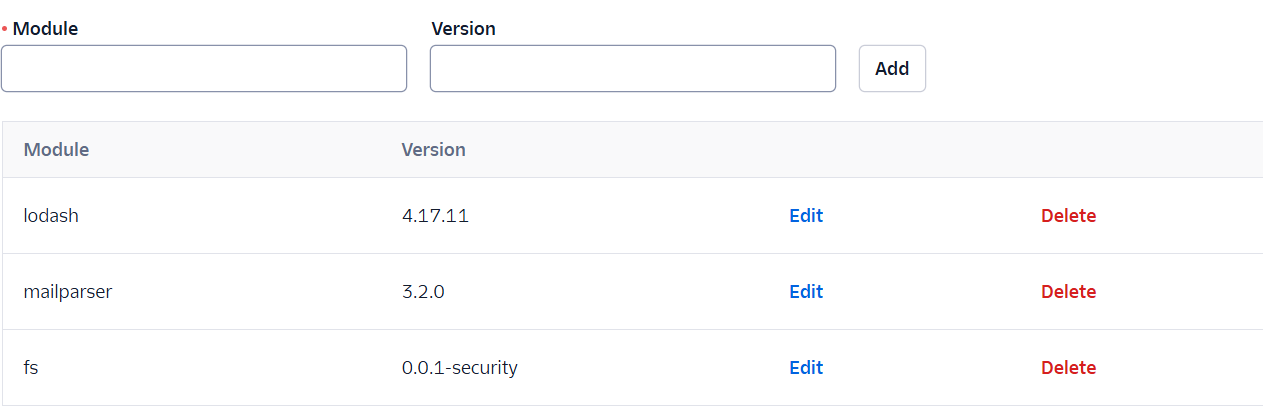 • Module Version
Add
Module Version
lodash 4.17.11 Edit Delete
mailparser 3.2.0 Edit Delete
fs 0.0.1-security Edit Delete